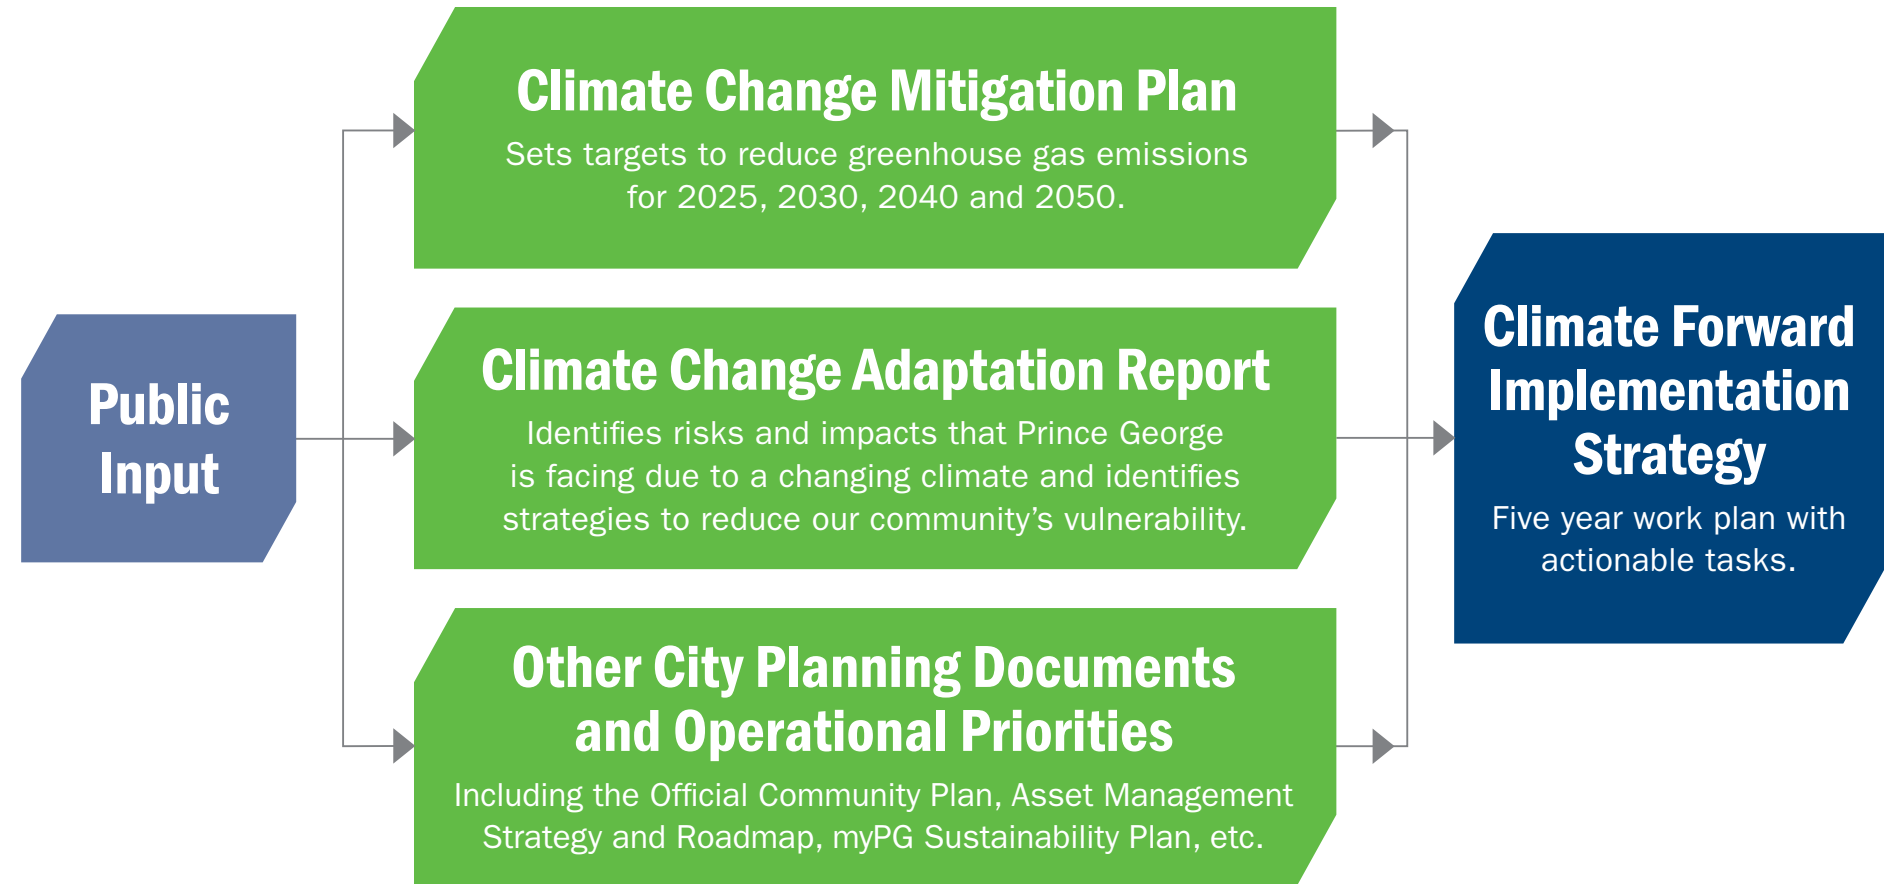 Public
Input
Climate Change Mitigation Plan
Sets targets to reduce greenhouse gas emissions
for 2025, 2030, 2040 and 2050.
Climate Change Adaptation Report
Identifies risks and impacts that Prince George
is facing due to a changing climate and identifies
strategies to reduce our community’s vulnerability.
Other City Planning Documents
and Operational Priorities
Including the Official Community Plan, Asset Management
Strategy and Roadmap, myPG Sustainability Plan, etc.
Climate Forward
Implementation
Strategy
Five year work plan with
actionable tasks.